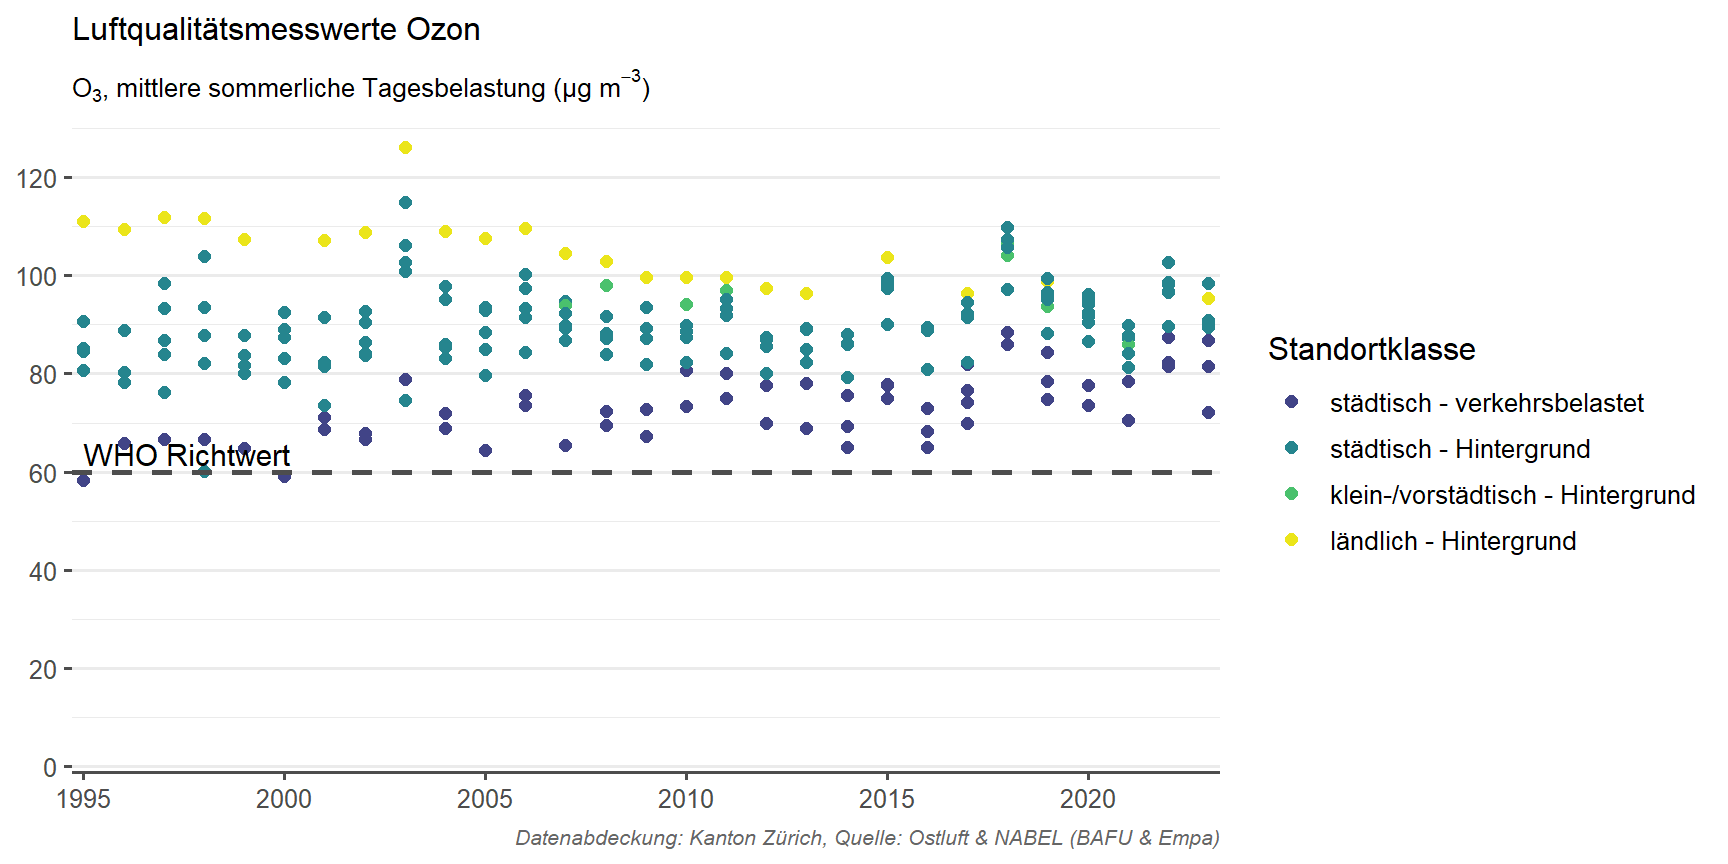 Luftqualitätsmesswerte Ozon
O₃, mittlere sommerliche Tagesbelastung (µg m⁻³)
120
100
80
60
40
20
0
WHO Richtwert
1995 2000 2005 2010 2015 2020
Standortklasse
städtisch - verkehrsbelastet
städtisch - Hintergrund
klein-/vorstädtisch - Hintergrund
ländlich - Hintergrund
Datenabdeckung: Kanton Zürich, Quelle: Ostluft & NABEL (BAFU & Empa)